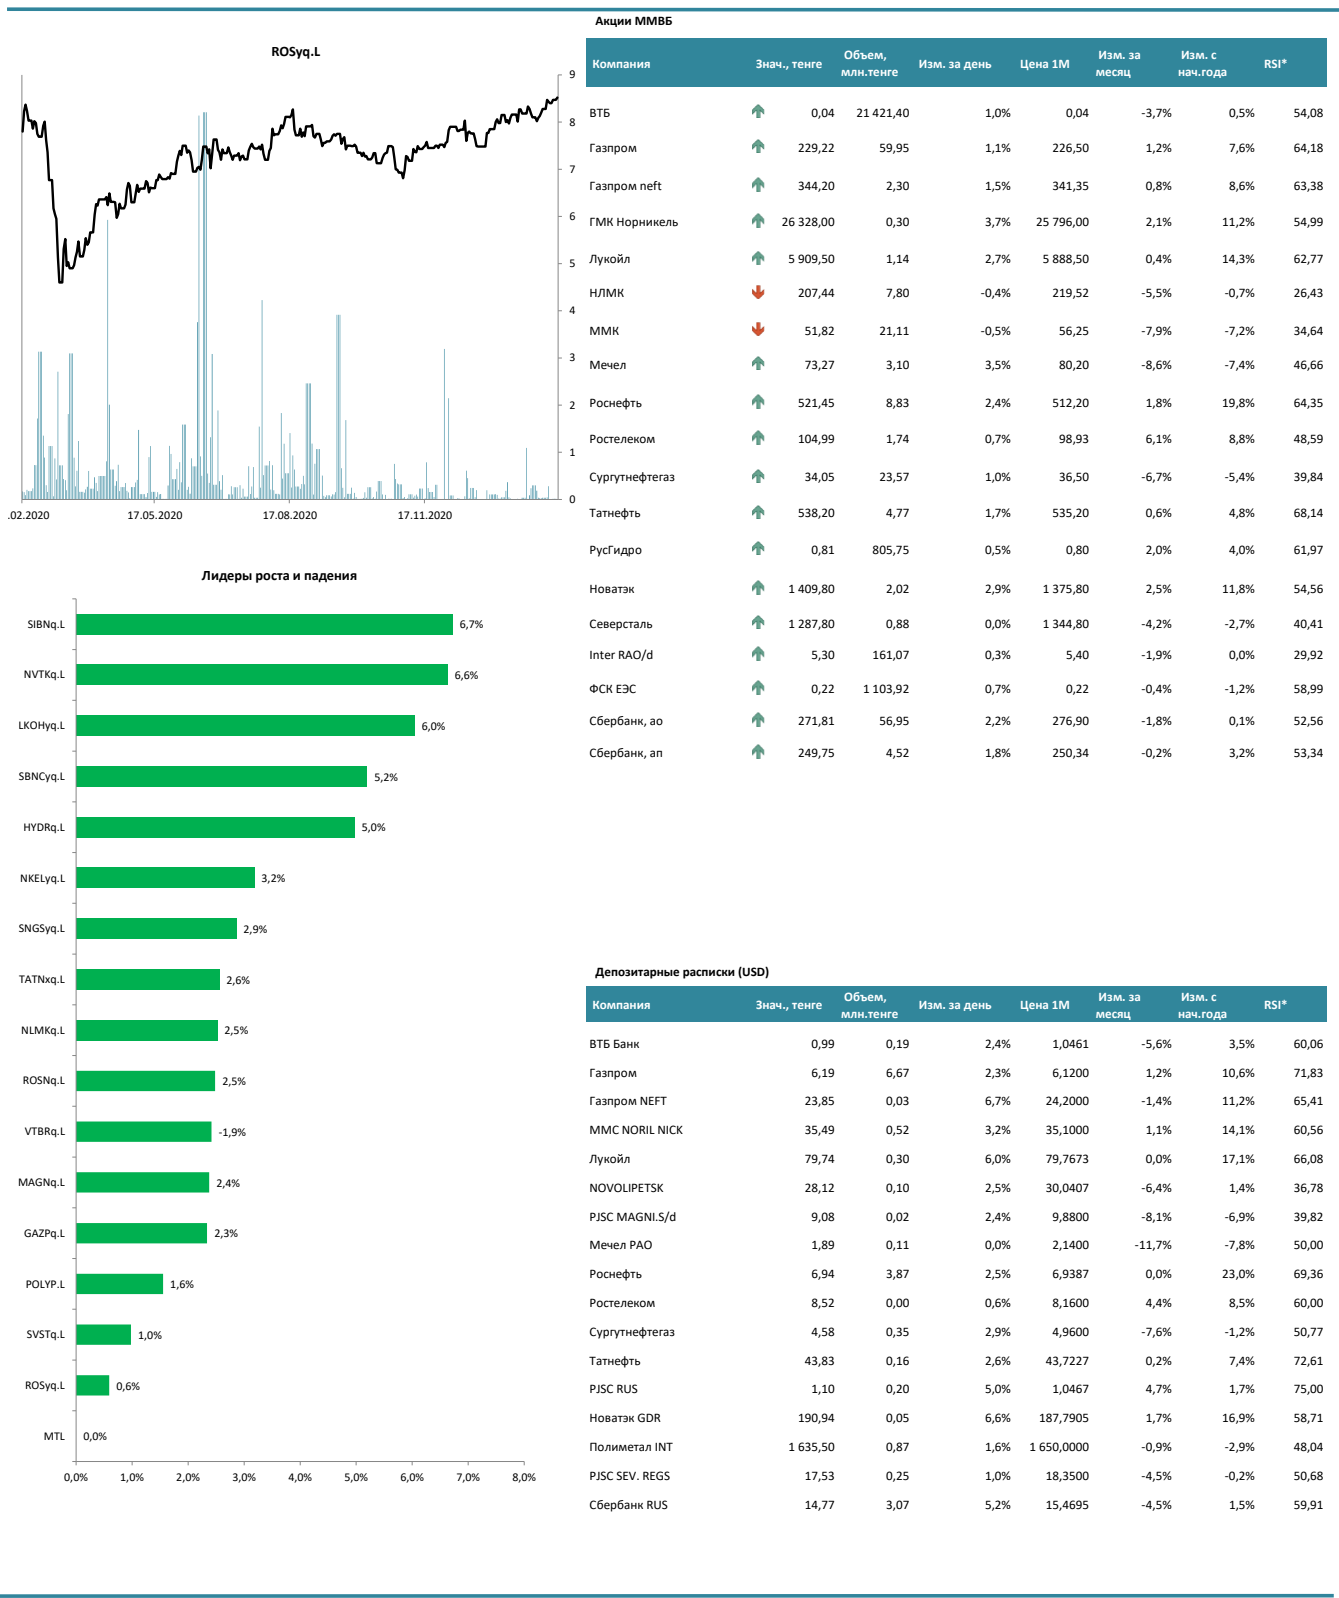 Акции ММВБ
ROSyq.L
9
8
7
6
5
4
3
2
1
0
.02.2020 17.05.2020 17.08.2020 17.11.2020
Лидеры роста и падения
SIBNq.L 6,7%
NVTKq.L 6,6%
LKOHyq.L 6,0%
SBNCyq.L 5,2%
HYDRq.L 5,0%
NKELyq.L 3,2%
SNGSyq.L 2,9%
TATNxq.L 2,6%
NLMKq.L 2,5%
ROSNq.L 2,5%
VTBRq.L -1,9%
MAGNq.L 2,4%
GAZPq.L 2,3%
POLYP.L 1,6%
SVSTq.L 1,0%
ROSyq.L 0,6%
MTL 0,0%
0,0% 1,0% 2,0% 3,0% 4,0% 5,0% 6,0% 7,0% 8,0%
Компания Знач., тенге Объем, млн.тенге Изм. за день Цена 1М Изм. за месяц Изм. с нач.года RSI*
ВТБ 0,04 21 421,40 1,0% 0,04 -3,7% 0,5% 54,08
Газпром 229,22 59,95 1,1% 226,50 1,2% 7,6% 64,18
Газпром neft 344,20 2,30 1,5% 341,35 0,8% 8,6% 63,38
ГМК Норникель 26 328,00 0,30 3,7% 25 796,00 2,1% 11,2% 54,99
Лукойл 5 909,50 1,14 2,7% 5 888,50 0,4% 14,3% 62,77
НЛМК 207,44 7,80 -0,4% 219,52 -5,5% -0,7% 26,43
ММК 51,82 21,11 -0,5% 56,25 -7,9% -7,2% 34,64
Мечел 73,27 3,10 3,5% 80,20 -8,6% -7,4% 46,66
Роснефть 521,45 8,83 2,4% 512,20 1,8% 19,8% 64,35
Ростелеком 104,99 1,74 0,7% 98,93 6,1% 8,8% 48,59
Сургутнефтегаз 34,05 23,57 1,0% 36,50 -6,7% -5,4% 39,84
Татнефть 538,20 4,77 1,7% 535,20 0,6% 4,8% 68,14
РусГидро 0,81 805,75 0,5% 0,80 2,0% 4,0% 61,97
Новатэк 1 409,80 2,02 2,9% 1 375,80 2,5% 11,8% 54,56
Северсталь 1 287,80 0,88 0,0% 1 344,80 -4,2% -2,7% 40,41
Inter RAO/d 5,30 161,07 0,3% 5,40 -1,9% 0,0% 29,92
ФСК ЕЭС 0,22 1 103,92 0,7% 0,22 -0,4% -1,2% 58,99
Сбербанк, ао 271,81 56,95 2,2% 276,90 -1,8% 0,1% 52,56
Сбербанк, ап 249,75 4,52 1,8% 250,34 -0,2% 3,2% 53,34
Депозитарные расписки (USD)
Компания Знач., тенге Объем, млн.тенге Изм. за день Цена 1М Изм. за месяц Изм. с нач.года RSI*
ВТБ Банк 0,99 0,19 2,4% 1,0461 -5,6% 3,5% 60,06
Газпром 6,19 6,67 2,3% 6,1200 1,2% 10,6% 71,83
Газпром NEFT 23,85 0,03 6,7% 24,2000 -1,4% 11,2% 65,41
MMC NORIL NICK 35,49 0,52 3,2% 35,1000 1,1% 14,1% 60,56
Лукойл 79,74 0,30 6,0% 79,7673 0,0% 17,1% 66,08
NOVOLIPETSK 28,12 0,10 2,5% 30,0407 -6,4% 1,4% 36,78
PJSC MAGNI.S/d 9,08 0,02 2,4% 9,8800 -8,1% -6,9% 39,82
Мечел РАО 1,89 0,11 0,0% 2,1400 -11,7% -7,8% 50,00
Роснефть 6,94 3,87 2,5% 6,9387 0,0% 23,0% 69,36
Ростелеком 8,52 0,00 0,6% 8,1600 4,4% 8,5% 60,00
Сургутнефтегаз 4,58 0,35 2,9% 4,9600 -7,6% -1,2% 50,77
Татнефть 43,83 0,16 2,6% 43,7227 0,2% 7,4% 72,61
PJSC RUS 1,10 0,20 5,0% 1,0467 4,7% 1,7% 75,00
Новатэк GDR 190,94 0,05 6,6% 187,7905 1,7% 16,9% 58,71
Полиметал INT 1 635,50 0,87 1,6% 1 650,0000 -0,9% -2,9% 48,04
PJSC SEV. REGS 17,53 0,25 1,0% 18,3500 -4,5% -0,2% 50,68
Сбербанк RUS 14,77 3,07 5,2% 15,4695 -4,5% 1,5% 59,91